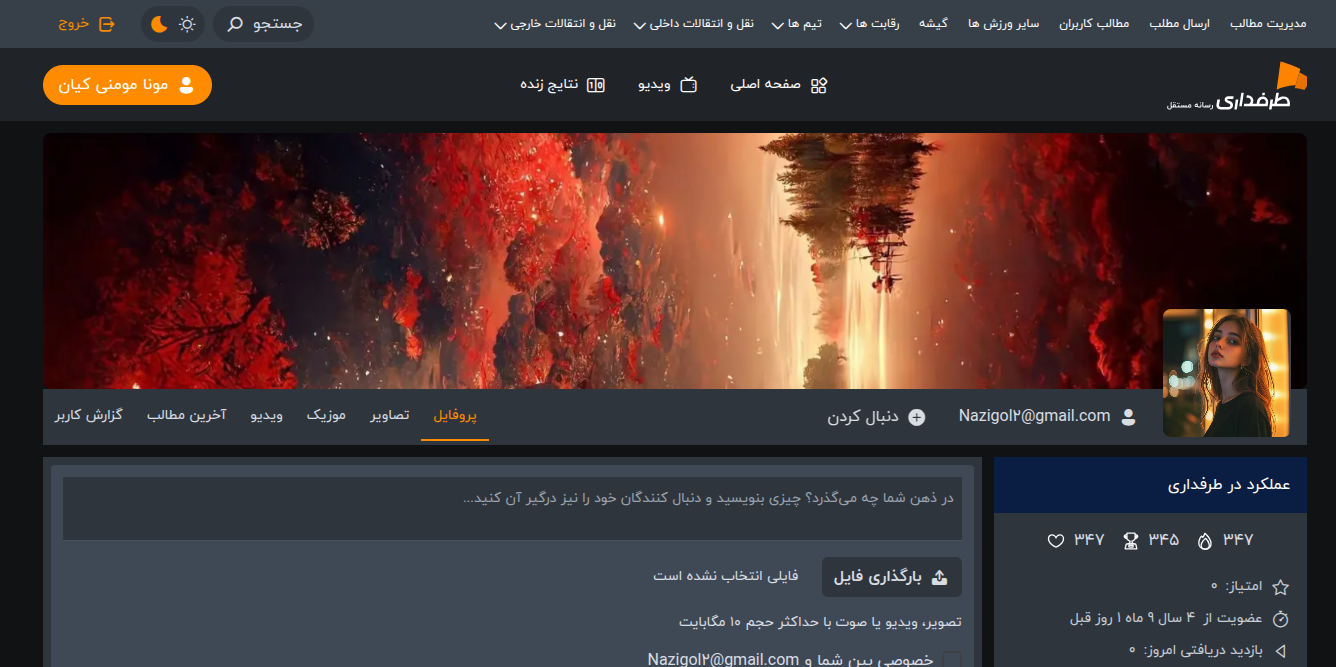 مدیریت مطالب ارسال مطلب مطالب کاربران سایر ورزش ها گیشه رقابت ها تیم ها نقل و انتقالات داخلی نقل و انتقالات خارجی جستجو خروج
طرفداری رسانه مستقل صفحه اصلی ویدیو نتایج زنده مونا مومنی کیان
Nazigol۲@gmail.com دنبال کردن پروفایل تصاویر موزیک ویدیو آخرین مطالب گزارش کاربر
عملکرد در طرفداری
۳۴۷ ۳۴۵ ۳۴۷
امتیاز: ۰
عضویت از ۴ سال ۹ ماه ۱ روز قبل
بازدید دریافتی امروز: ۰
در ذهن شما چه می‌گذرد؟ چیزی بنویسید و دنبال کنندگان خود را نیز درگیر آن کنید...
بارگذاری فایل فایلی انتخاب نشده است
تصویر، ویدیو یا صوت با حداکثر حجم ۱۰ مگابایت
خصوصی بین شما و Nazigol۲@gmail.com